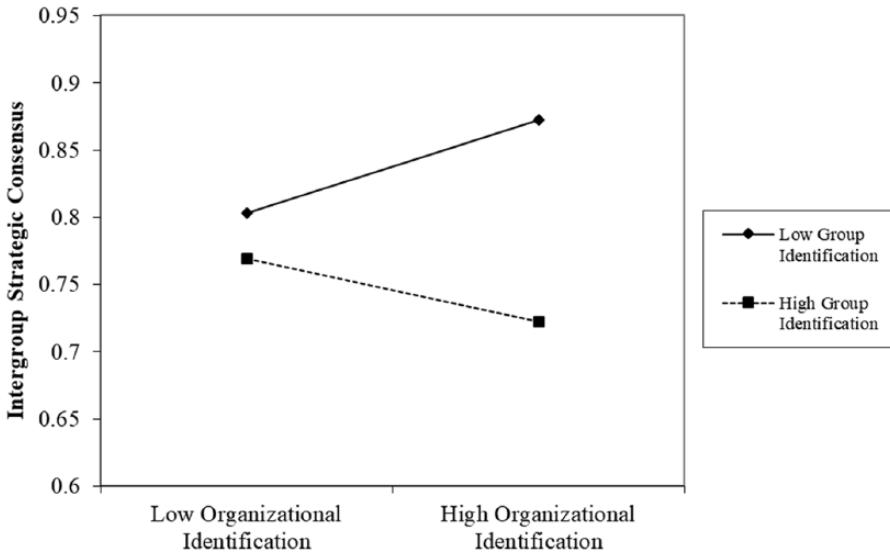 0.95
0.9
0.85
0.8
0.75
0.7
0.65
0.6
Intergroup Strategic Consensus
Low Organizational
Identification
High Organizational
Identification
Low Group
Identification
High Group
Identification